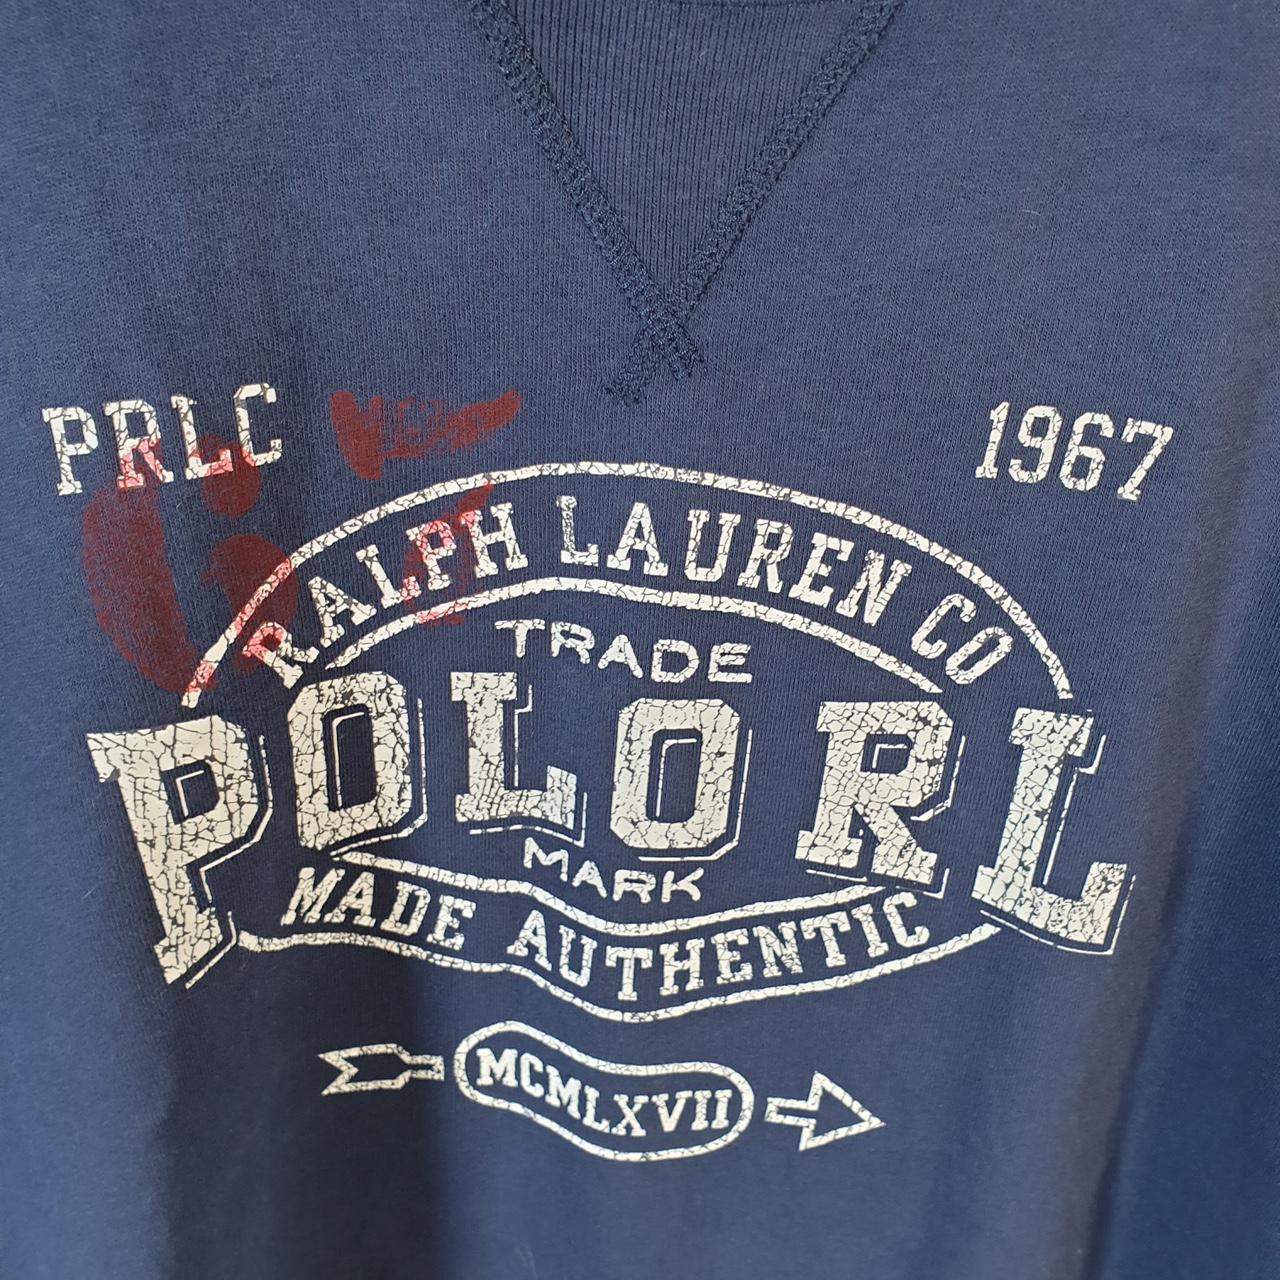 PRLC
1967
RALPH LAUREN CO
TRADE
POLO RL
MARK
MADE AUTHENTIC
MCMLXVII